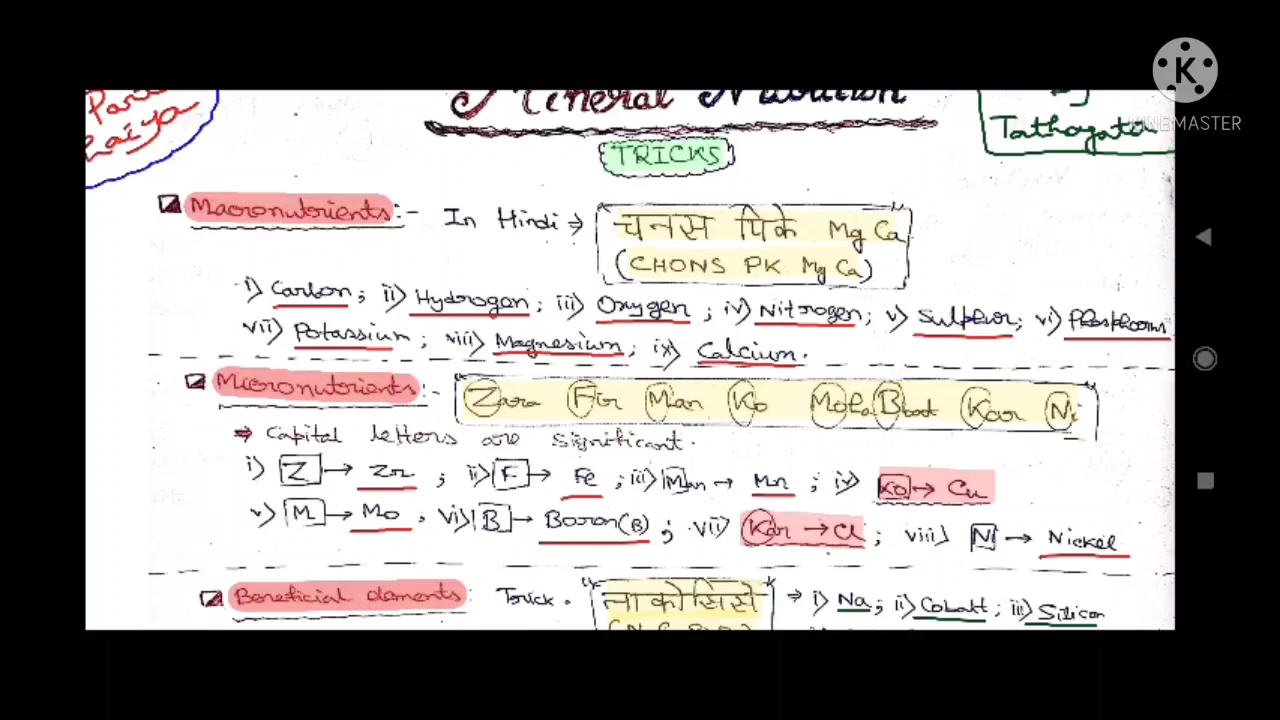 KINEMASTER
Mineral Nutrition
Tathagata
TRICKS
Macronutrients:- In Hindi ⇒ चनस पिके Mg Ca
(CHONS PK Mg Ca)
i) Carbon; ii) Hydrogen; iii) Oxygen; iv) Nitrogen; v) Sulphur; vi) Phosphorus
vii) Potassium; viii) Magnesium; ix) Calcium.
Micronutrients:- Zara Fir Man Ko Mota Boot Kar Ni
⇒ Capital letters are significant.
i) Z → Zn; ii) F → Fe; iii) Man → Mn; iv) Ko → Cu
v) M → Mo; vi) B → Boron(B); vii) Kar → Cl; viii) N → Nickel
Beneficial elements: Trick. ना को सि से ⇒ i) Na; ii) Cobalt; iii) Silicon